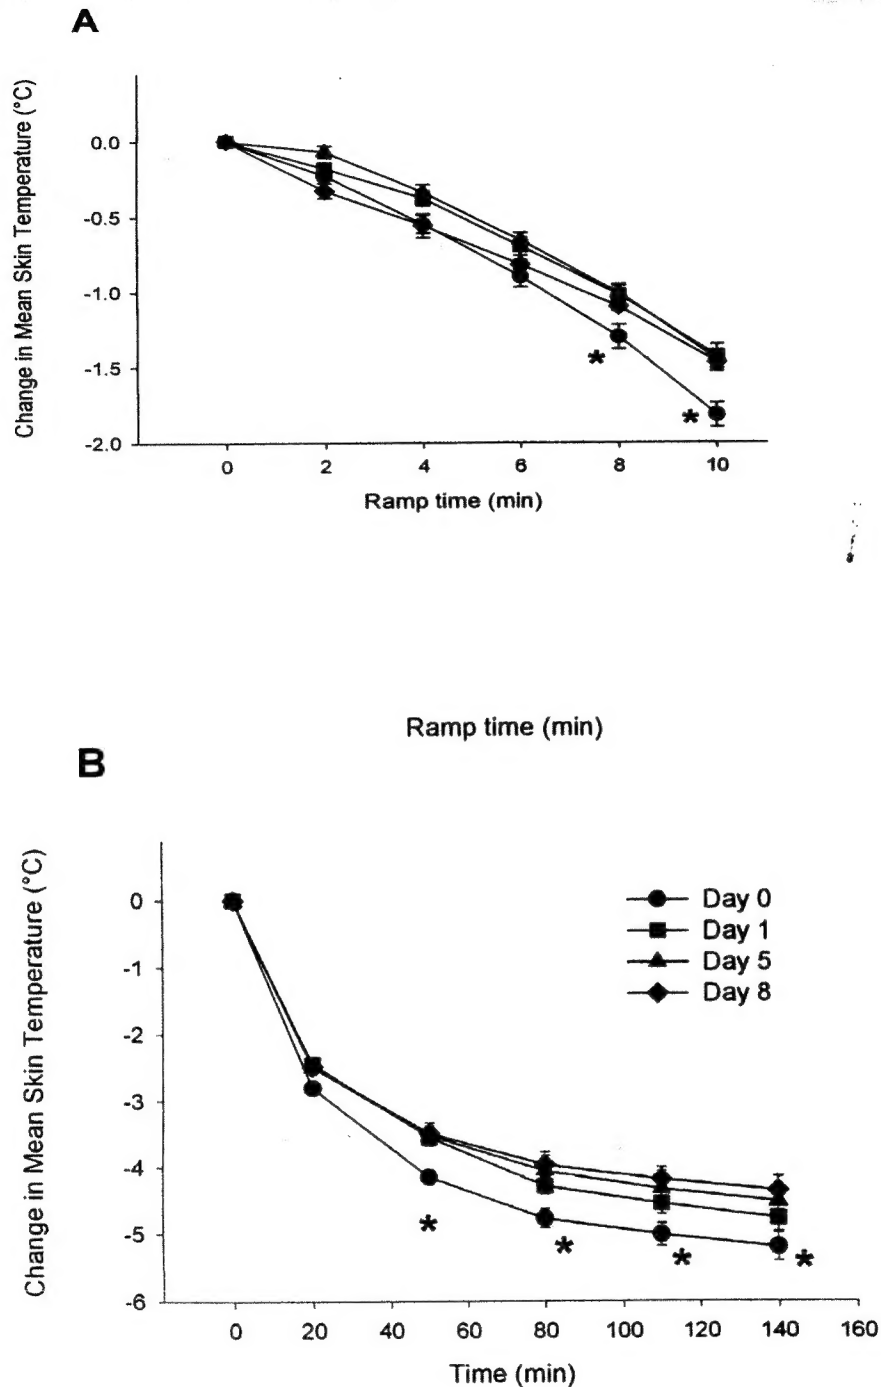 A
Change in Mean Skin Temperature (°C)
0.0
-0.5
-1.0
-1.5
-2.0
*
*
0 2 4 6 8 10
Ramp time (min)
Ramp time (min)
B
Change in Mean Skin Temperature (°C)
0
-1
-2
-3
-4
-5
-6
Day 0
Day 1
Day 5
Day 8
* * * *
0 20 40 60 80 100 120 140 160
Time (min)